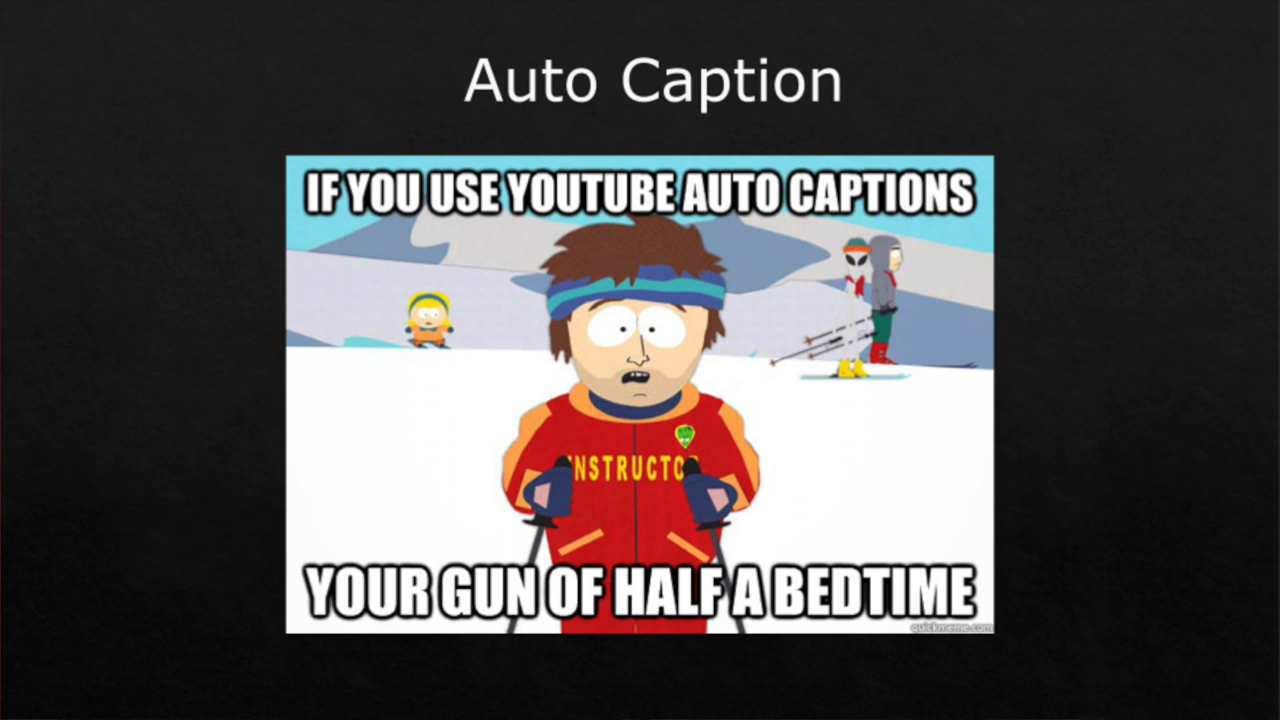 Auto Caption
IF YOU USE YOUTUBE AUTO CAPTIONS
NSTRUCTO
YOUR GUN OF HALF A BEDTIME
quickmeme.com